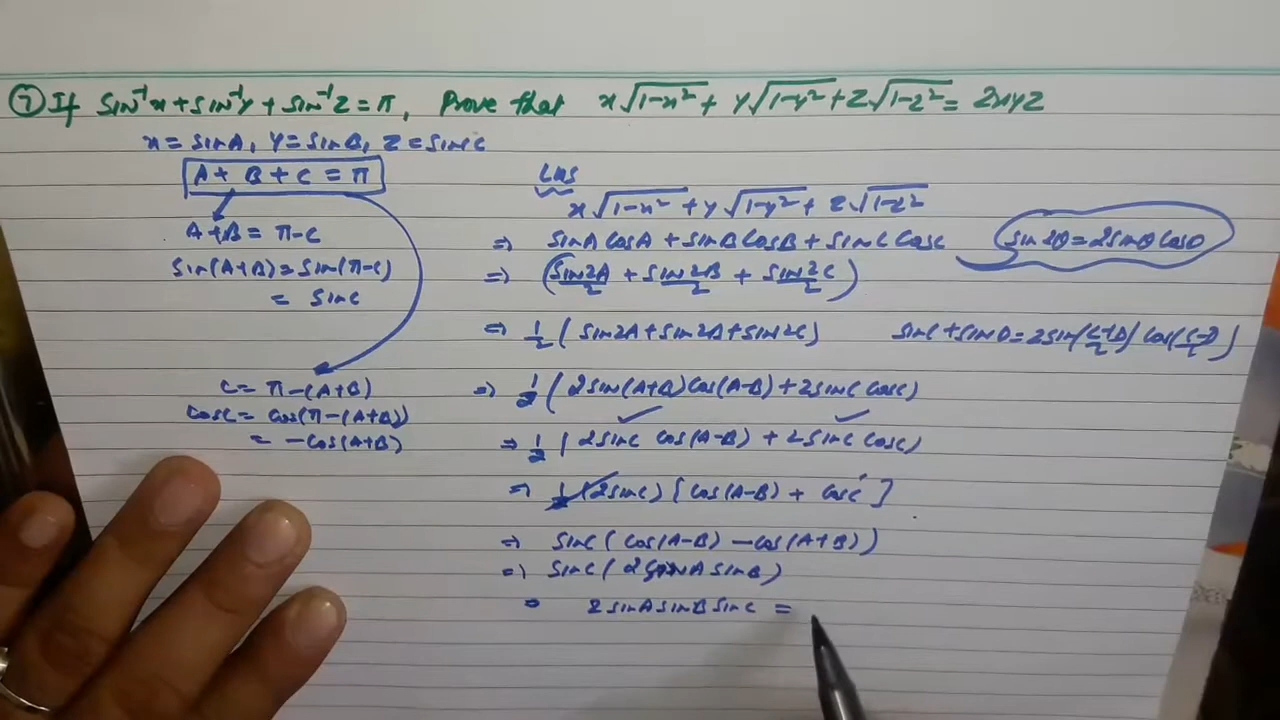 ⑦ If sin⁻¹x + sin⁻¹y + sin⁻¹z = π, Prove that x√(1-x²) + y√(1-y²) + z√(1-z²) = 2xyz
x = sinA, y = sinB, z = sinC
A + B + C = π
A+B = π-C
sin(A+B) = sin(π-C)
= sinC
C = π-(A+B)
cosC = cos(π-(A+B))
= -cos(A+B)
LHS
x√(1-x²) + y√(1-y²) + z√(1-z²)
⇒ sinA cosA + sinB cosB + sinC cosC
sin2θ = 2sinθ cosθ
⇒ (sin2A/2 + sin2B/2 + sin2C/2)
⇒ 1/2 (sin2A + sin2B + sin2C)
sinC + sinD = 2sin((C+D)/2) cos((C-D)/2)
⇒ 1/2 (2sin(A+B)cos(A-B) + 2sinC cosC)
⇒ 1/2 (2sinC cos(A-B) + 2sinC cosC)
⇒ 1/2 (2sinC) [cos(A-B) + cosC]
⇒ sinC (cos(A-B) - cos(A+B))
⇒ sinC (2sinA sinB)
⇒ 2 sinA sinB sinC =